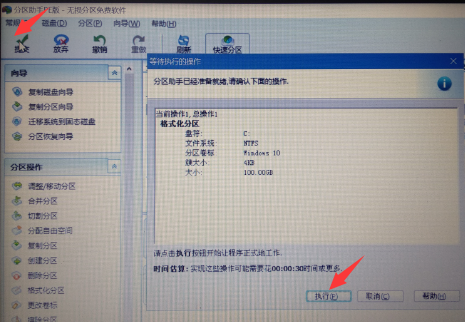 分区助手PE版 - 无损分区免费软件
常规 磁盘(D) 分区(P) 向导(W) 帮助(H)
提交 放弃 撤销 重做 刷新 快速分区
向导
复制磁盘向导
复制分区向导
迁移系统到固态磁盘
分区恢复向导
分区操作
调整/移动分区
合并分区
切割分区
分配自由空间
复制分区
创建分区
删除分区
格式化分区
更改卷标
等待执行的操作
分区助手已经准备就绪,请确认下面的操作.
当前操作1,总操作1
格式化分区
盘符: C:
文件系统 NTFS
分区卷标 Windows 10
簇大小: 4KB
大小: 100.00GB
请点击执行按钮开始让程序正式地工作.
时间估算: 实现这些操作可能需要花00:00:30时间或更多.
执行(P) 取消(C) 帮助(H)